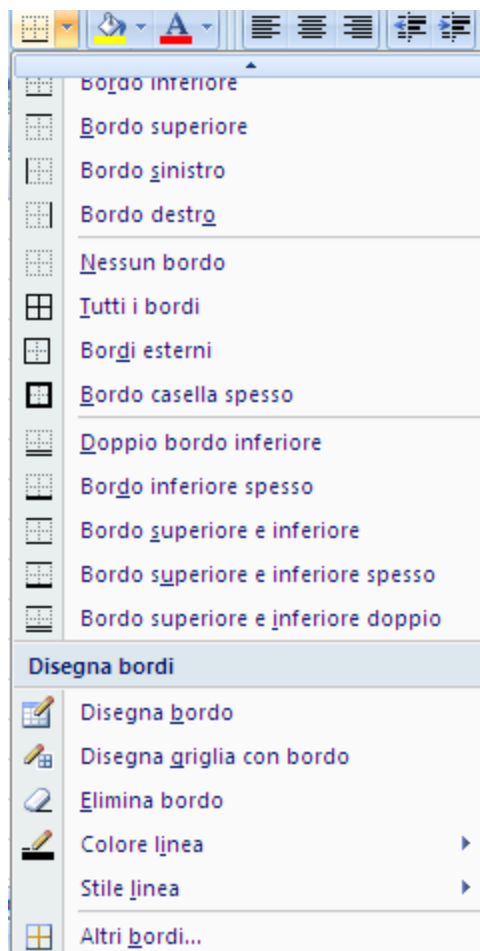 A
Bordo inferiore
Bordo superiore
Bordo sinistro
Bordo destro
Nessun bordo
Tutti i bordi
Bordi esterni
Bordo casella spesso
Doppio bordo inferiore
Bordo inferiore spesso
Bordo superiore e inferiore
Bordo superiore e inferiore spesso
Bordo superiore e inferiore doppio
Disegna bordi
Disegna bordo
Disegna griglia con bordo
Elimina bordo
Colore linea
Stile linea
Altri bordi...